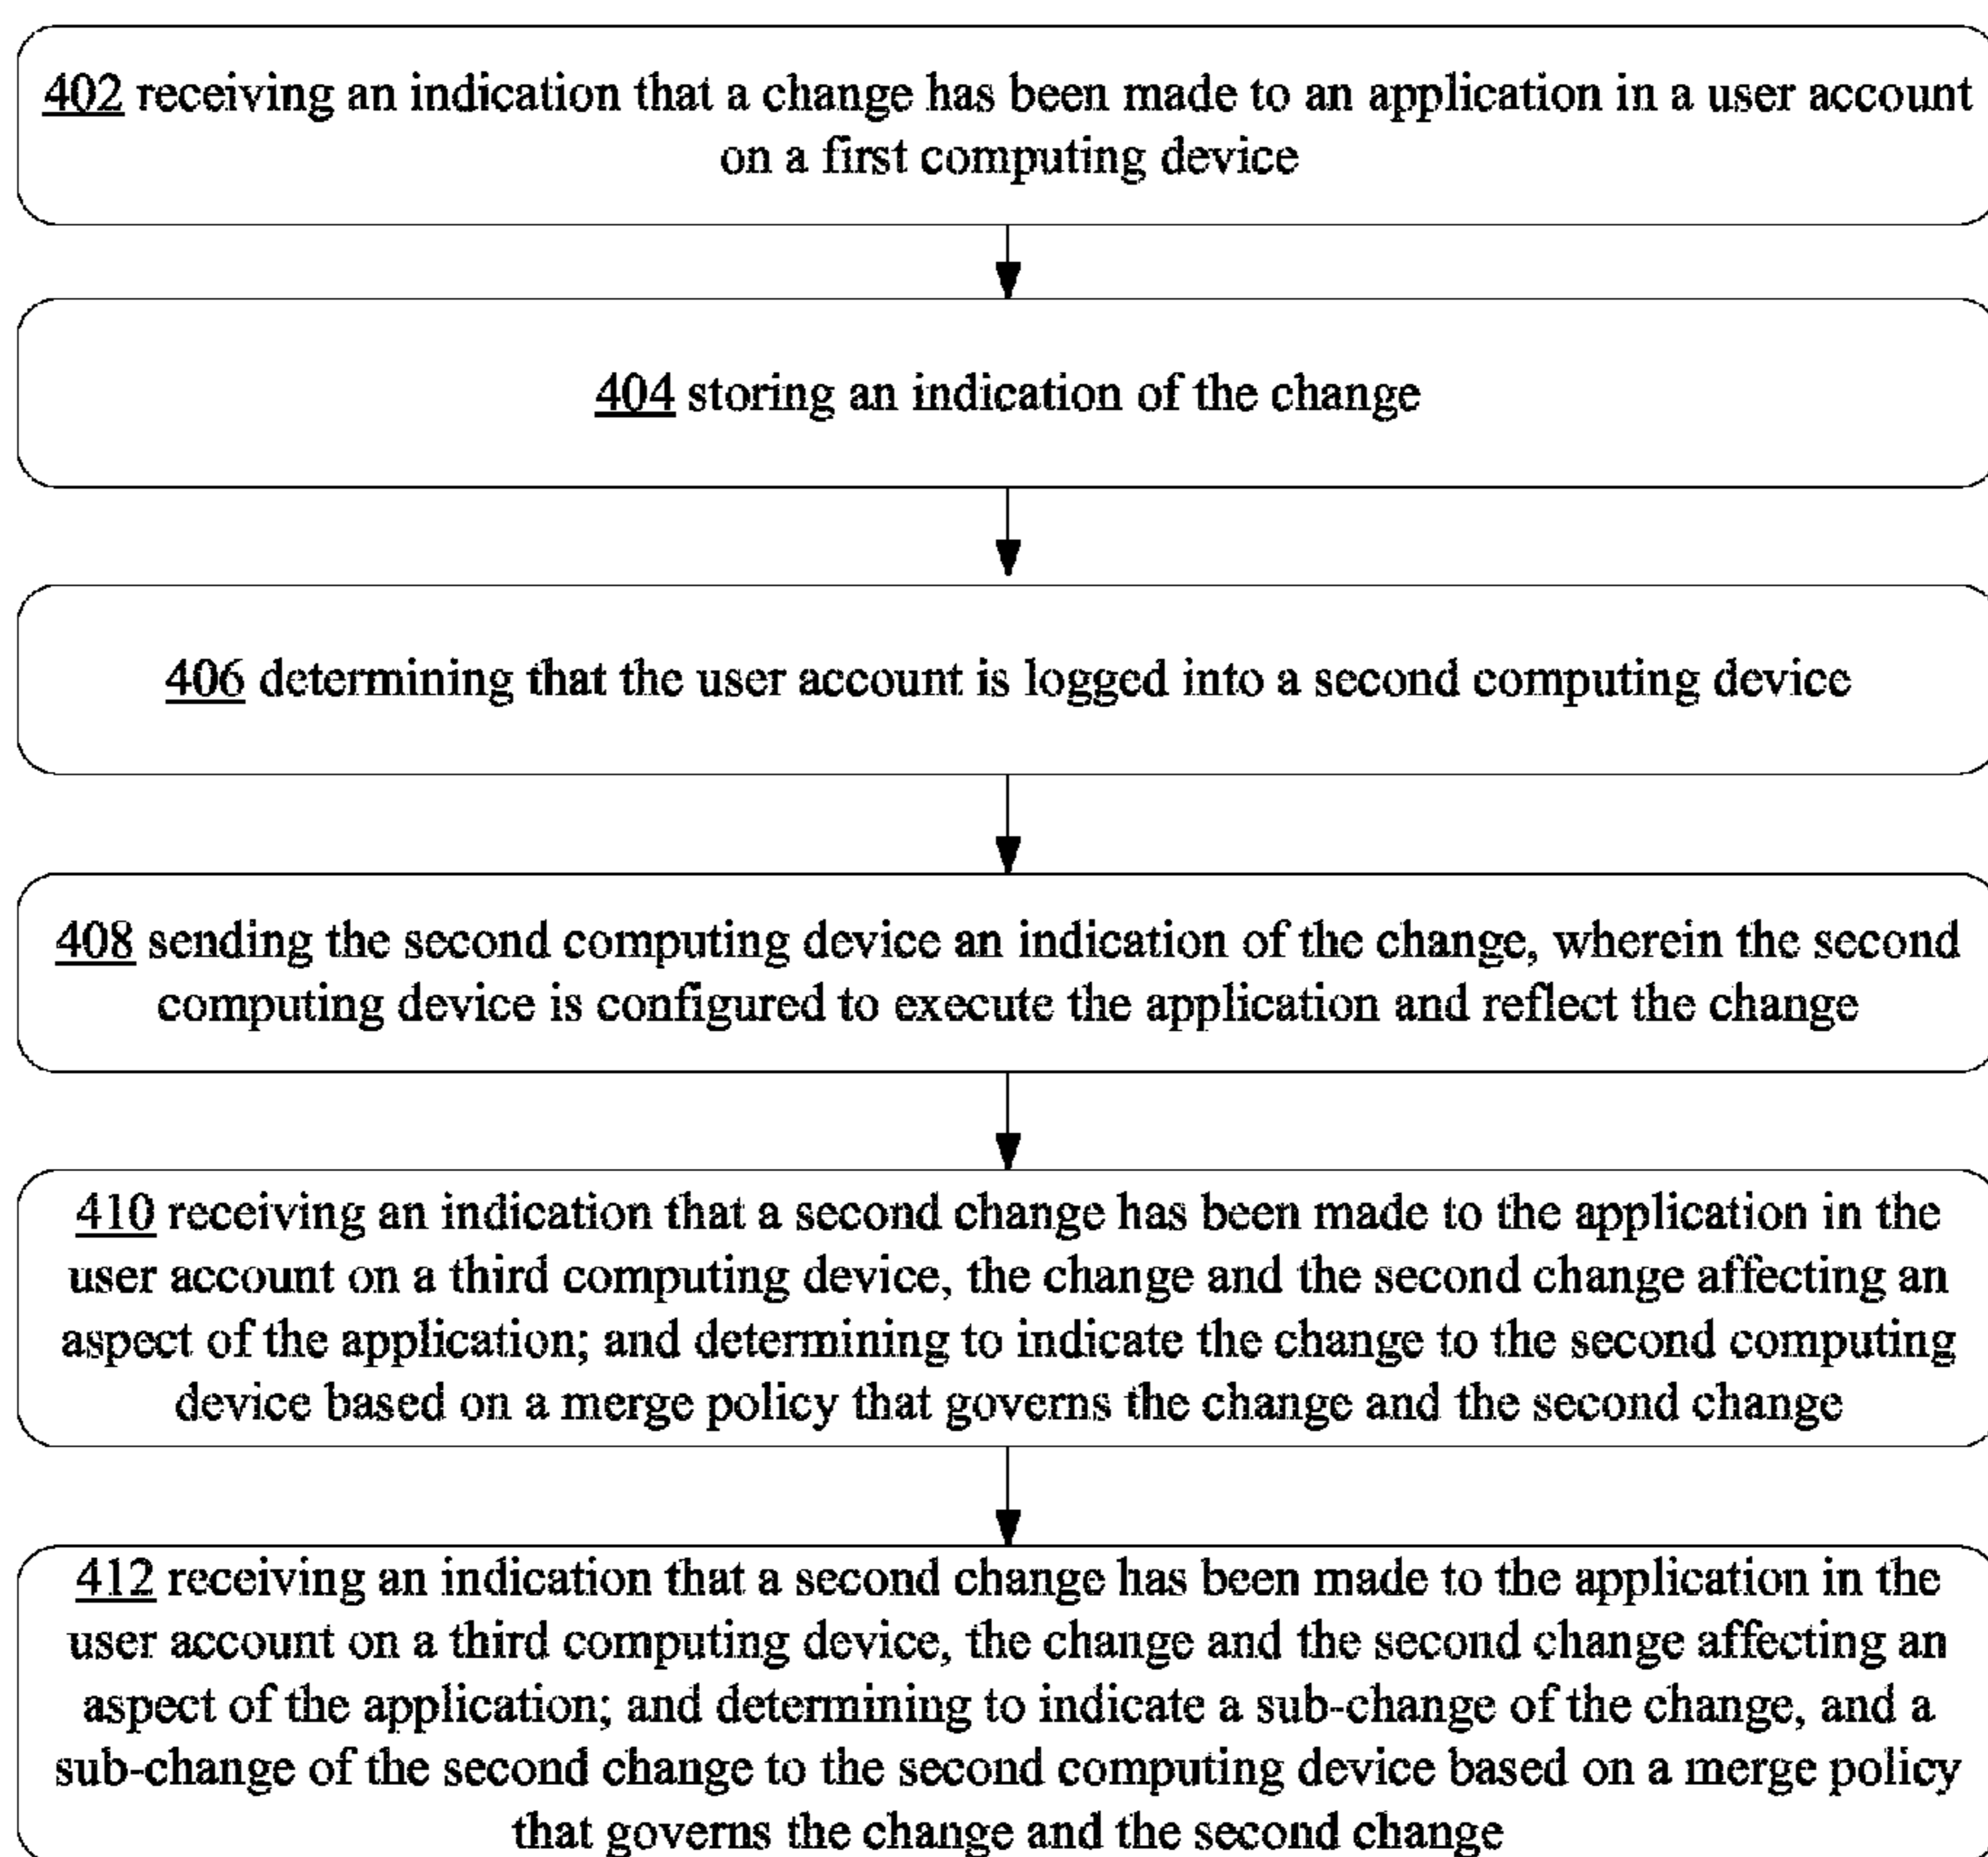 402 receiving an indication that a change has been made to an application in a user account
on a first computing device
404 storing an indication of the change
406 determining that the user account is logged into a second computing device
408 sending the second computing device an indication of the change, wherein the second
computing device is configured to execute the application and reflect the change
410 receiving an indication that a second change has been made to the application in the
user account on a third computing device, the change and the second change affecting an
aspect of the application; and determining to indicate the change to the second computing
device based on a merge policy that governs the change and the second change
412 receiving an indication that a second change has been made to the application in the
user account on a third computing device, the change and the second change affecting an
aspect of the application; and determining to indicate a sub-change of the change, and a
sub-change of the second change to the second computing device based on a merge policy
that governs the change and the second change